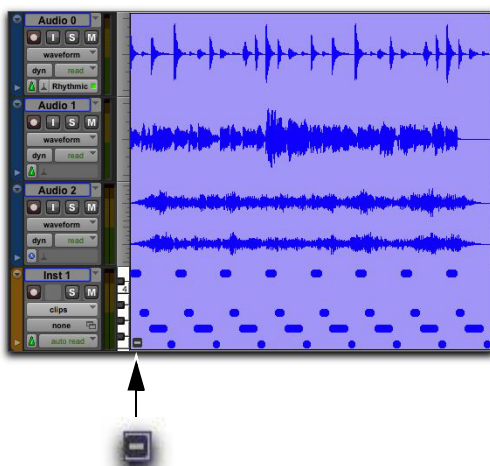 Audio 0
I S M
waveform
dyn read
Rhythmic
Audio 1
I S M
waveform
dyn read
Audio 2
I S M
waveform
dyn read
Inst 1
S M
clips
none
auto read
4